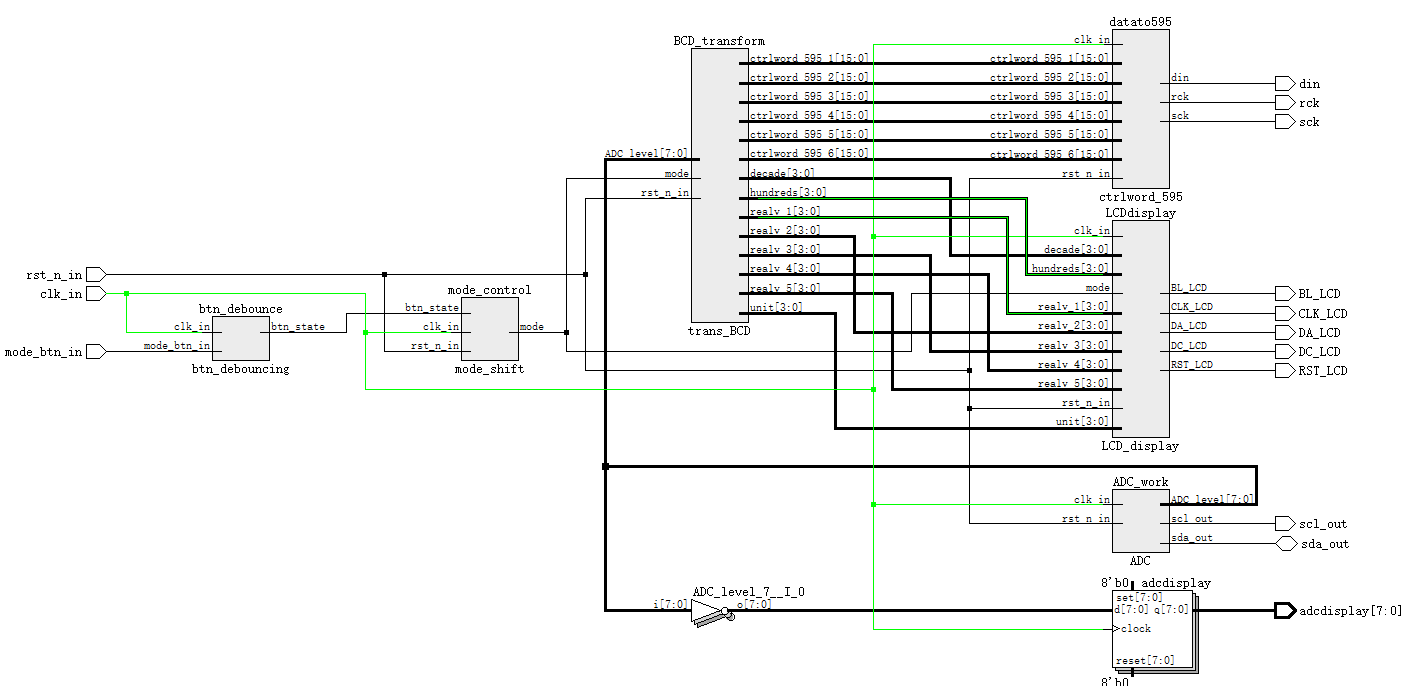 datato595
clk_in
ctrlword_595_1[15:0]
ctrlword_595_2[15:0]
ctrlword_595_3[15:0]
ctrlword_595_4[15:0]
ctrlword_595_5[15:0]
ctrlword_595_6[15:0]
rst_n_in
din
rck
sck
din
rck
sck
ctrlword_595
BCD_transform
ADC_level[7:0]
mode
rst_n_in
ctrlword_595_1[15:0]
ctrlword_595_2[15:0]
ctrlword_595_3[15:0]
ctrlword_595_4[15:0]
ctrlword_595_5[15:0]
ctrlword_595_6[15:0]
decade[3:0]
hundreds[3:0]
realv_1[3:0]
realv_2[3:0]
realv_3[3:0]
realv_4[3:0]
realv_5[3:0]
unit[3:0]
trans_BCD
LCDdisplay
clk_in
decade[3:0]
hundreds[3:0]
mode
realv_1[3:0]
realv_2[3:0]
realv_3[3:0]
realv_4[3:0]
realv_5[3:0]
rst_n_in
unit[3:0]
BL_LCD
CLK_LCD
DA_LCD
DC_LCD
RST_LCD
BL_LCD
CLK_LCD
DA_LCD
DC_LCD
RST_LCD
LCD_display
rst_n_in
clk_in
mode_btn_in
btn_debounce
clk_in
mode_btn_in
btn_state
btn_debouncing
mode_control
btn_state
clk_in
rst_n_in
mode
mode_shift
ADC_work
clk_in
rst_n_in
ADC_level[7:0]
scl_out
sda_out
scl_out
sda_out
ADC
ADC_level_7__I_0
i[7:0]
o[7:0]
8'b0
adcdisplay
set[7:0]
d[7:0]
Q[7:0]
clock
reset[7:0]
8'b0
adcdisplay[7:0]